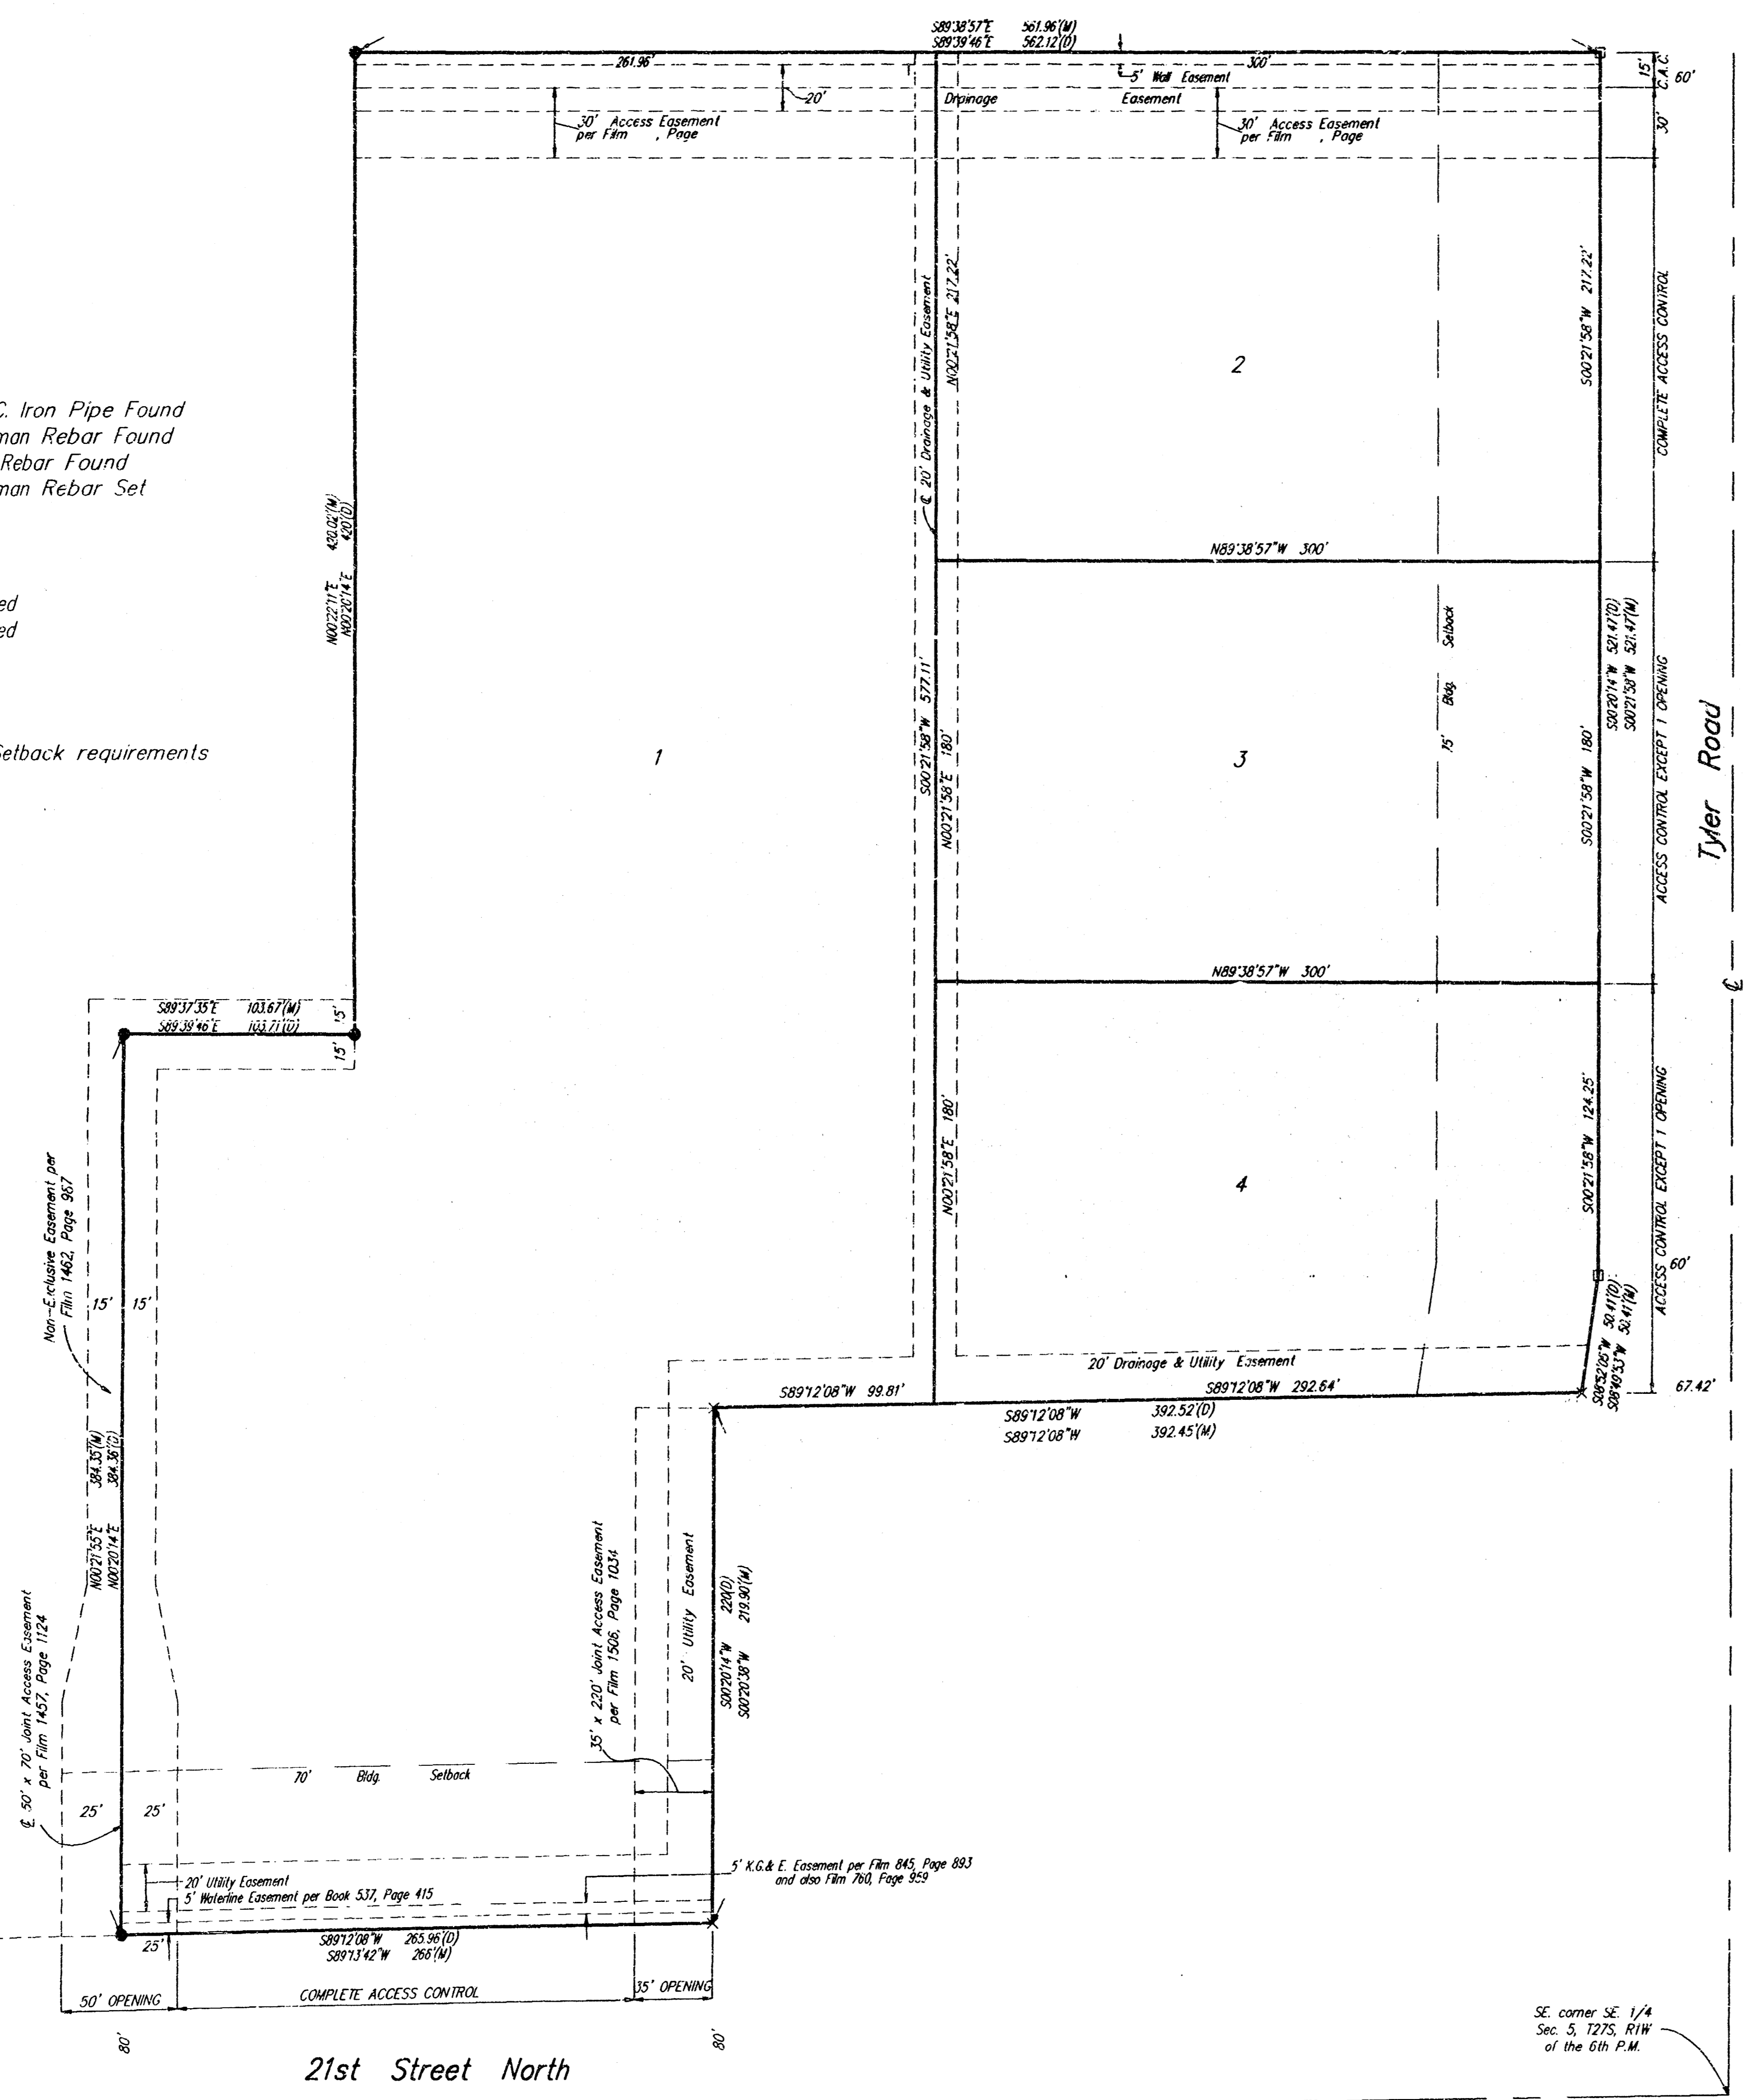 S89°38'57"E 561.96'(M)
S89°39'46"E 562.12'(D)
261.96'
300'
5' Wall Easement
20'
Drainage Easement
30' Access Easement
per Film , Page
30' Access Easement
per Film , Page
15'
C.A.C.
60'
30'
C. Iron Pipe Found
man Rebar Found
Rebar Found
man Rebar Set
ed
ed
Setback requirements
N00°22'11"E 420.02'(M)
N00°20'14"E 420'(D)
₵ 20' Drainage & Utility Easement
N00°21'58"E 217.22'
2
S00°21'58"W 217.22'
COMPLETE ACCESS CONTROL
N89°38'57"W 300'
1
S00°21'58"W 577.11'
N00°21'58"E 180'
3
75' Bldg. Setback
S00°21'58"W 180'
S00°20'14"W 521.47'(D)
S00°21'58"W 521.47'(M)
ACCESS CONTROL EXCEPT 1 OPENING
Tyler Road
₵
N89°38'57"W 300'
S89°37'35"E 103.67'(M)
S89°39'46"E 103.71'(D)
15'
15'
N00°21'58"E 180'
4
S00°21'58"W 124.25'
ACCESS CONTROL EXCEPT 1 OPENING
60'
S08°52'05"W 50.41'(D)
S08°49'53"W 50.41'(M)
67.42'
Non-Exclusive Easement per
Film 1462, Page 967
15'
15'
20' Drainage & Utility Easement
S89°12'08"W 99.81'
S89°12'08"W 292.64'
S89°12'08"W 392.52'(D)
S89°12'08"W 392.45'(M)
N00°21'55"E 384.35'(M)
N00°20'14"E 384.36'(D)
₵ 50' x 70' Joint Access Easement
per Film 1457, Page 1124
35' x 220' Joint Access Easement
per Film 1506, Page 1034
20' Utility Easement
S00°20'14"W 220'(D)
S00°20'38"W 219.90'(M)
70' Bldg. Setback
25'
25'
20' Utility Easement
5' Waterline Easement per Book 537, Page 415
5' K.G.& E. Easement per Film 845, Page 893
and also Film 760, Page 959
25'
S89°12'08"W 265.96'(D)
S89°13'42"W 266'(M)
50' OPENING
COMPLETE ACCESS CONTROL
35' OPENING
80'
80'
21st Street North
SE. corner SE. 1/4
Sec. 5, T27S, R1W
of the 6th P.M.